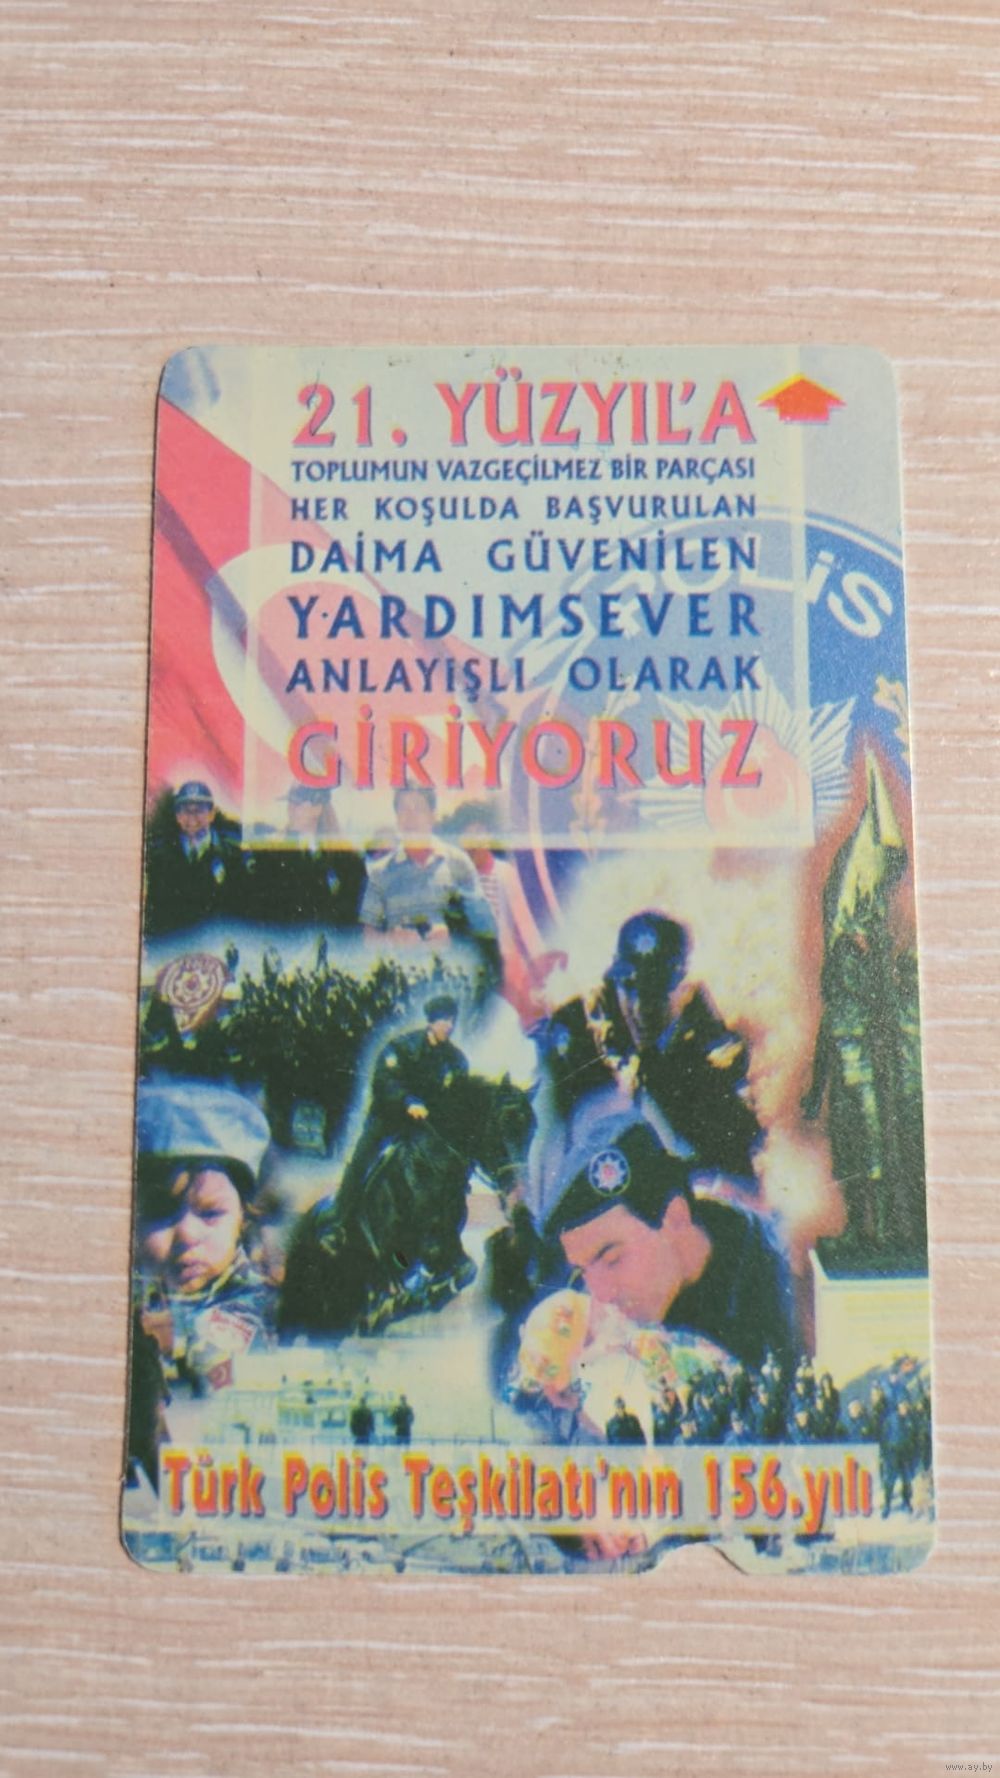 21. YÜZYIL'A
TOPLUMUN VAZGEÇİLMEZ BİR PARÇASI
HER KOŞULDA BAŞVURULAN
DAİMA GÜVENİLEN
YARDIMSEVER
ANLAYIŞLI OLARAK
GİRİYORUZ
POLİS
Türk Polis Teşkilatı'nın 156.yılı
www.ay.by